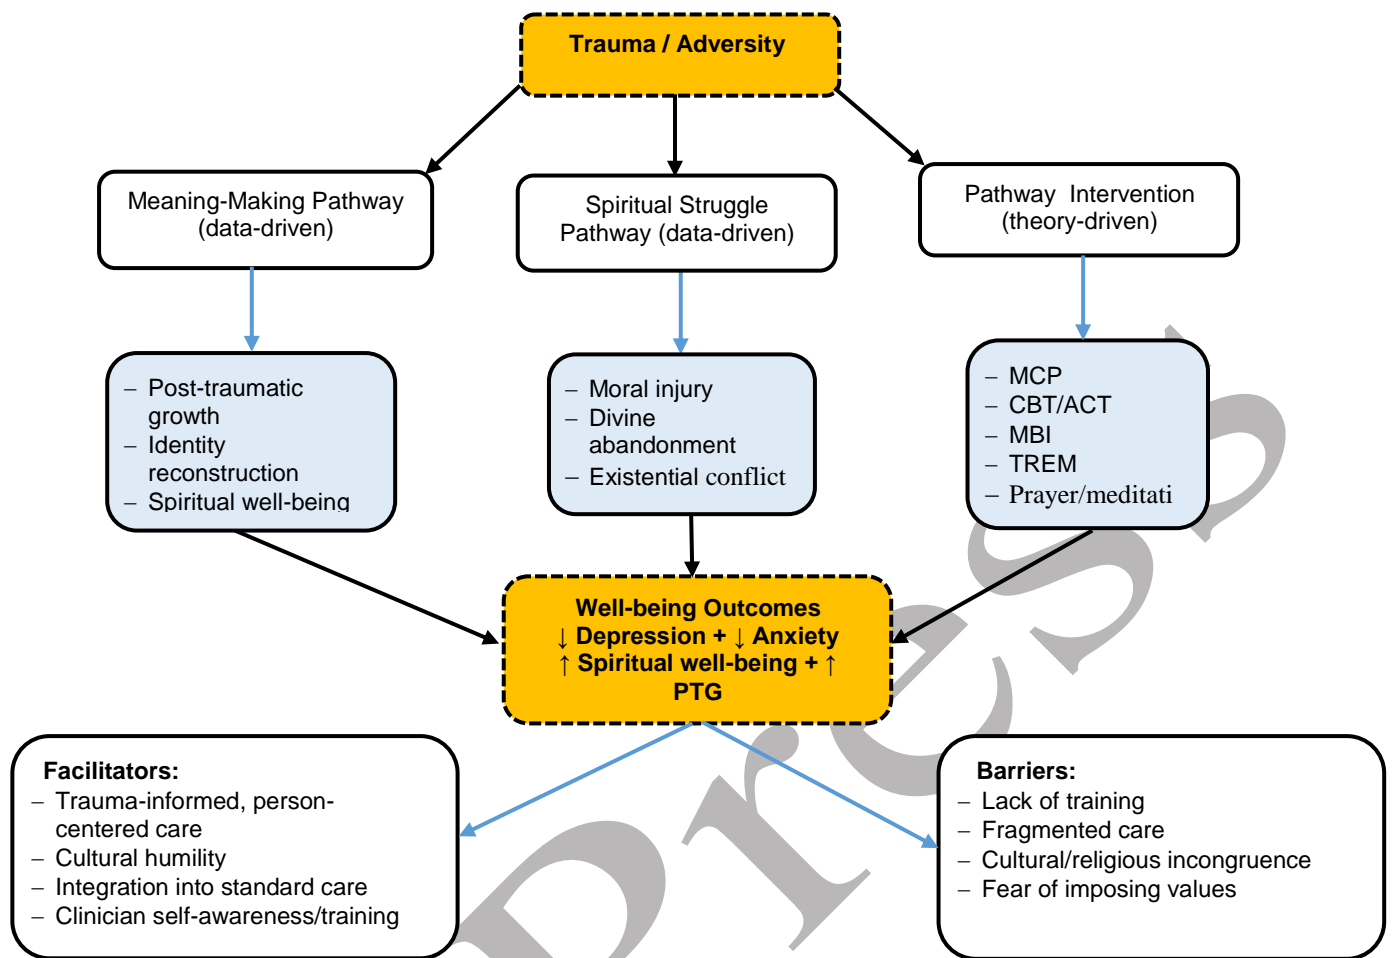 Trauma / Adversity
Meaning-Making Pathway
(data-driven)
Spiritual Struggle
Pathway (data-driven)
Pathway Intervention
(theory-driven)
– Post-traumatic
growth
– Identity
reconstruction
– Spiritual well-being
– Moral injury
– Divine
abandonment
– Existential conflict
– MCP
– CBT/ACT
– MBI
– TREM
– Prayer/meditati
Well-being Outcomes
↓ Depression + ↓ Anxiety
↑ Spiritual well-being + ↑
PTG
Facilitators:
– Trauma-informed, person-
centered care
– Cultural humility
– Integration into standard care
– Clinician self-awareness/training
Barriers:
– Lack of training
– Fragmented care
– Cultural/religious incongruence
– Fear of imposing values